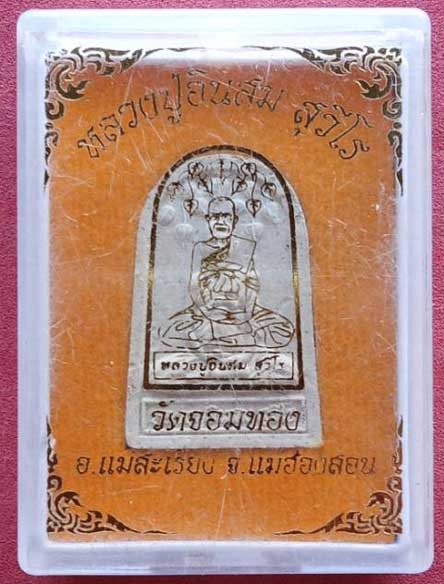 หลวงปู่อินสม สุวีโร
หลวงปู่อินสม สุวีโร
วัดจอมทอง
อ.แม่สะเรียง จ.แม่ฮ่องสอน